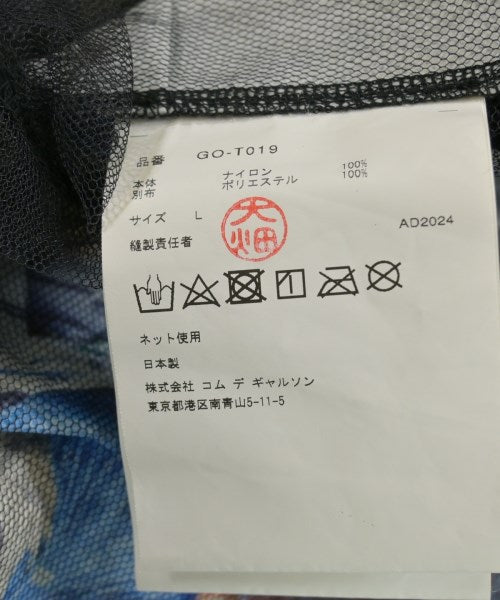 品番 GO-T019
本体 ナイロン 100%
別布 ポリエステル 100%
サイズ L
大畑
縫製責任者
AD2024
ネット使用
日本製
株式会社 コム デ ギャルソン
東京都港区南青山5-11-5